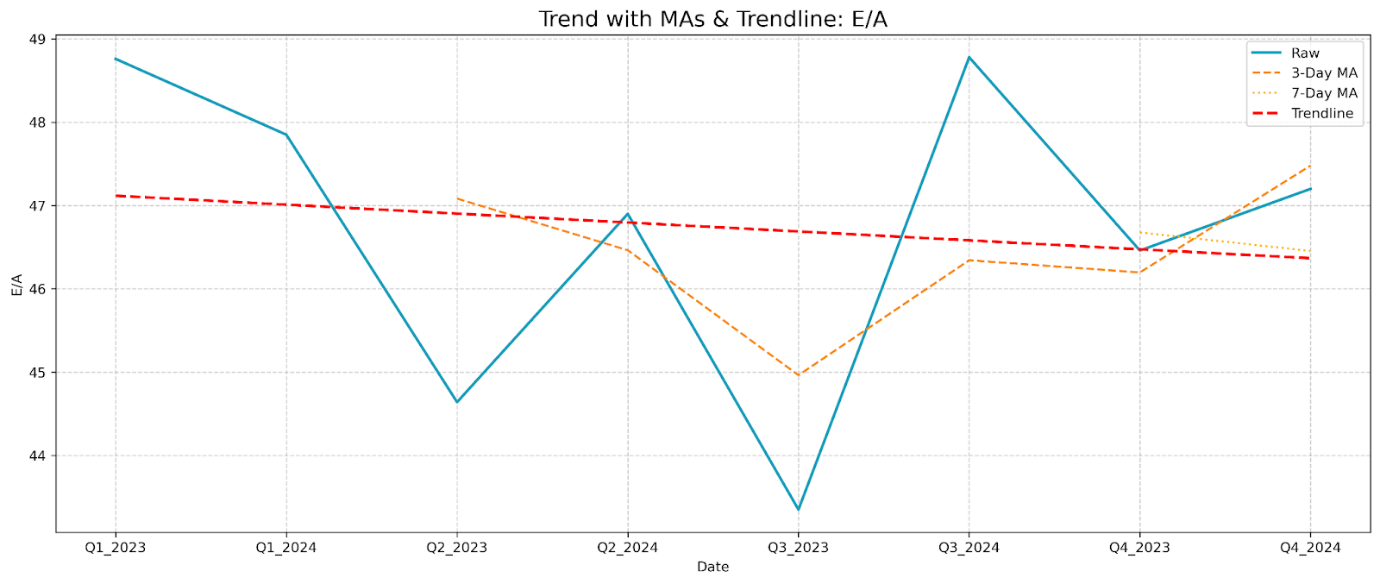 Trend with MAs & Trendline: E/A
49
48
47
46
45
44
E/A
Raw
3-Day MA
7-Day MA
Trendline
Q1_2023 Q1_2024 Q2_2023 Q2_2024 Q3_2023 Q3_2024 Q4_2023 Q4_2024
Date